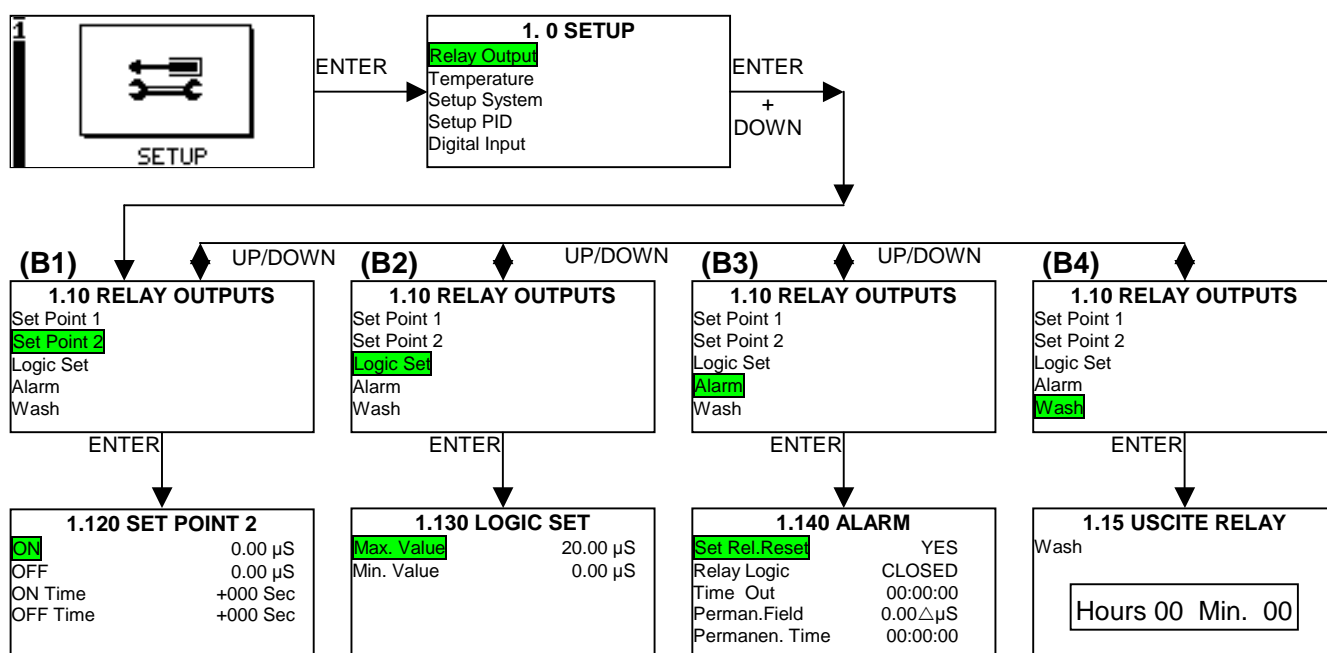 1
SETUP
ENTER
1. 0 SETUP
Relay Output
Temperature
Setup System
Setup PID
Digital Input
ENTER
+
DOWN
UP/DOWN
UP/DOWN
UP/DOWN
(B1)
1.10 RELAY OUTPUTS
Set Point 1
Set Point 2
Logic Set
Alarm
Wash
ENTER
1.120 SET POINT 2
ON 0.00 µS
OFF 0.00 µS
ON Time +000 Sec
OFF Time +000 Sec
(B2)
1.10 RELAY OUTPUTS
Set Point 1
Set Point 2
Logic Set
Alarm
Wash
ENTER
1.130 LOGIC SET
Max. Value 20.00 µS
Min. Value 0.00 µS
(B3)
1.10 RELAY OUTPUTS
Set Point 1
Set Point 2
Logic Set
Alarm
Wash
ENTER
1.140 ALARM
Set Rel.Reset YES
Relay Logic CLOSED
Time Out 00:00:00
Perman.Field 0.00△µS
Permanen. Time 00:00:00
(B4)
1.10 RELAY OUTPUTS
Set Point 1
Set Point 2
Logic Set
Alarm
Wash
ENTER
1.15 USCITE RELAY
Wash
Hours 00 Min. 00